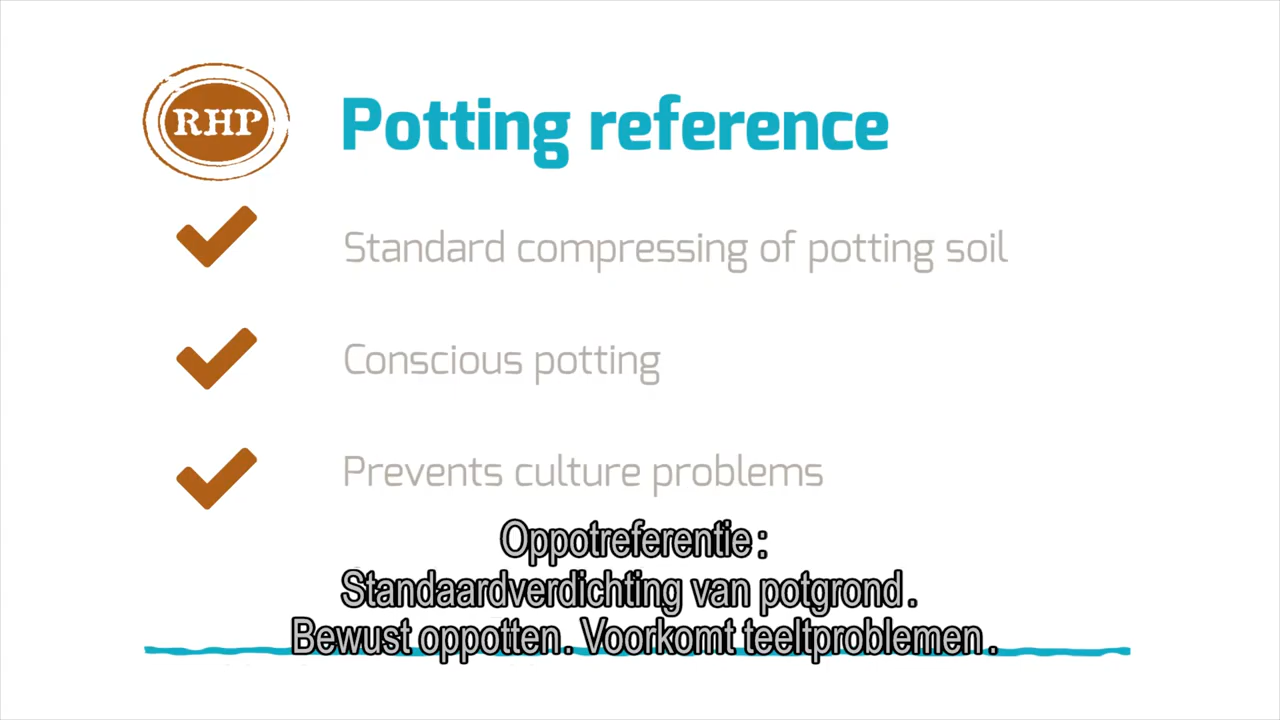 RHP
Potting reference
Standard compressing of potting soil
Conscious potting
Prevents culture problems
Oppotreferentie:
Standaardverdichting van potgrond.
Bewust oppotten. Voorkomt teeltproblemen.